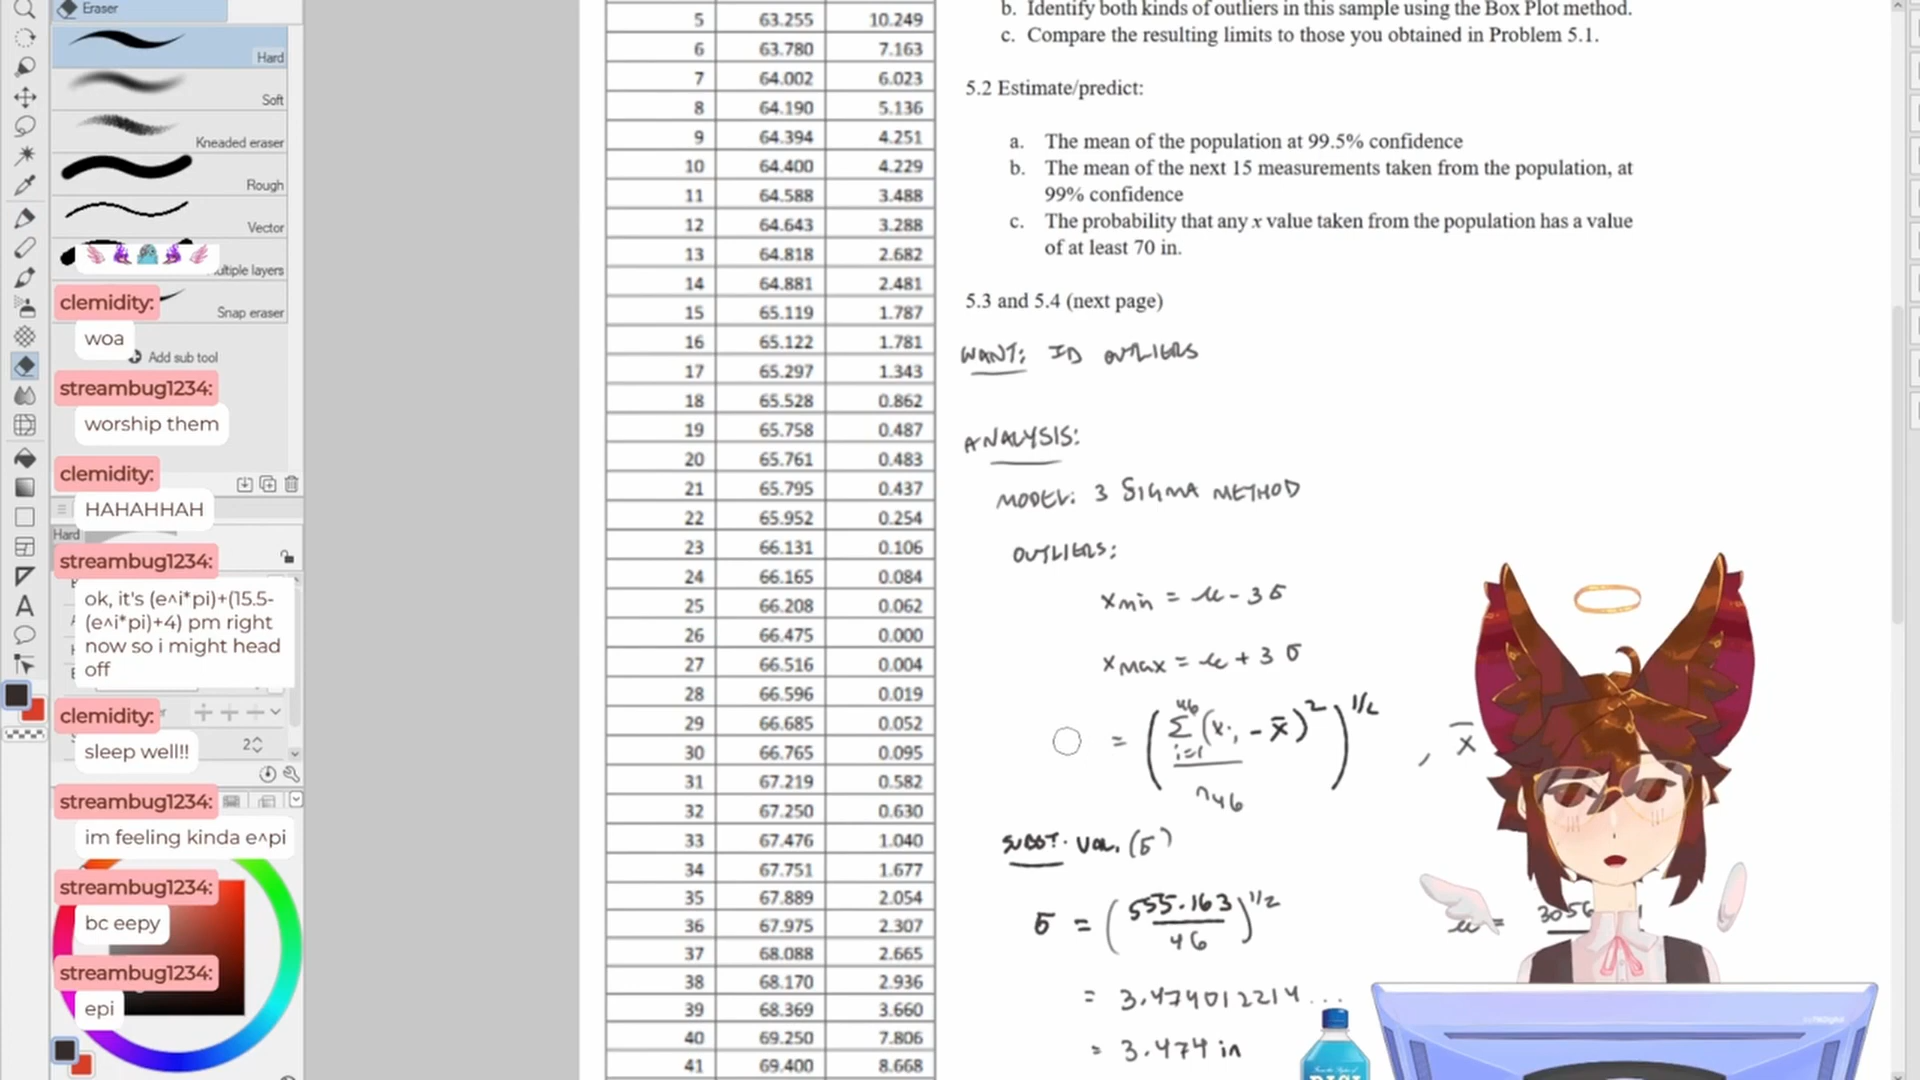 Eraser
Hard
Soft
Kneaded eraser
Rough
Vector
ultiple layers
Snap eraser
Add sub tool
Hard
2
clemidity:
woa
streambug1234:
worship them
clemidity:
HAHAHHAH
streambug1234:
ok, it's (e^i*pi)+(15.5-
(e^i*pi)+4) pm right
now so i might head
off
clemidity:
sleep well!!
streambug1234:
im feeling kinda e^pi
streambug1234:
bc eepy
streambug1234:
epi
5 63.255 10.249
6 63.780 7.163
7 64.002 6.023
8 64.190 5.136
9 64.394 4.251
10 64.400 4.229
11 64.588 3.488
12 64.643 3.288
13 64.818 2.682
14 64.881 2.481
15 65.119 1.787
16 65.122 1.781
17 65.297 1.343
18 65.528 0.862
19 65.758 0.487
20 65.761 0.483
21 65.795 0.437
22 65.952 0.254
23 66.131 0.106
24 66.165 0.084
25 66.208 0.062
26 66.475 0.000
27 66.516 0.004
28 66.596 0.019
29 66.685 0.052
30 66.765 0.095
31 67.219 0.582
32 67.250 0.630
33 67.476 1.040
34 67.751 1.677
35 67.889 2.054
36 67.975 2.307
37 68.088 2.665
38 68.170 2.936
39 68.369 3.660
40 69.250 7.806
41 69.400 8.668
b. Identify both kinds of outliers in this sample using the Box Plot method.
c. Compare the resulting limits to those you obtained in Problem 5.1.
5.2 Estimate/predict:
a. The mean of the population at 99.5% confidence
b. The mean of the next 15 measurements taken from the population, at
99% confidence
c. The probability that any x value taken from the population has a value
of at least 70 in.
5.3 and 5.4 (next page)
WANT: ID OUTLIERS
ANALYSIS:
MODEL: 3 SIGMA METHOD
OUTLIERS:
xmin = μ - 3σ
xmax = μ + 3σ
= (Σ 46 i=1 (xi - x̄)² / n46)^1/2 , x̄
SUBST. VAL. (σ)
σ = (555.163 / 46)^1/2
μ = 3056
= 3.474012214...
= 3.474 in